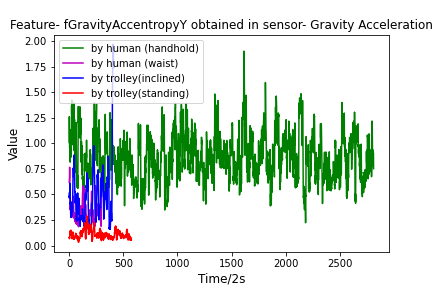 Feature- fGravityAccentropyY obtained in sensor- Gravity Acceleration
2.00
1.75
1.50
1.25
1.00
0.75
0.50
0.25
0.00
Value
by human (handhold)
by human (waist)
by trolley(inclined)
by trolley(standing)
0 500 1000 1500 2000 2500
Time/2s